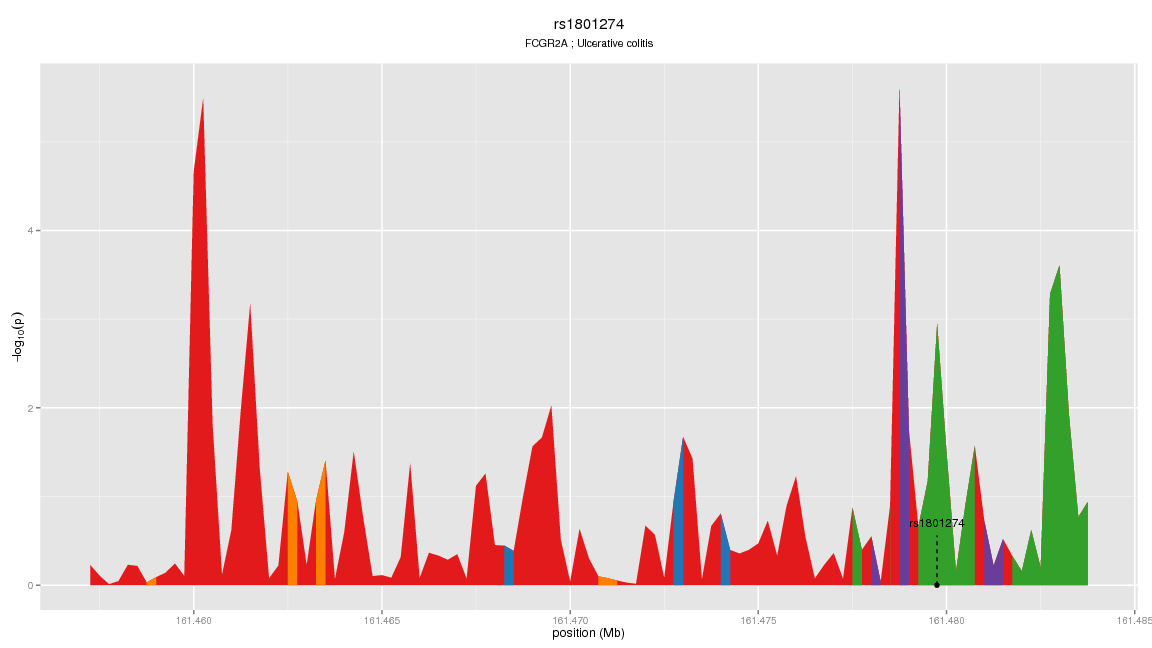 rs1801274
FCGR2A ; Ulcerative colitis
4
2
0
−log10(p)
rs1801274
161.460 161.465 161.470 161.475 161.480 161.485
position (Mb)